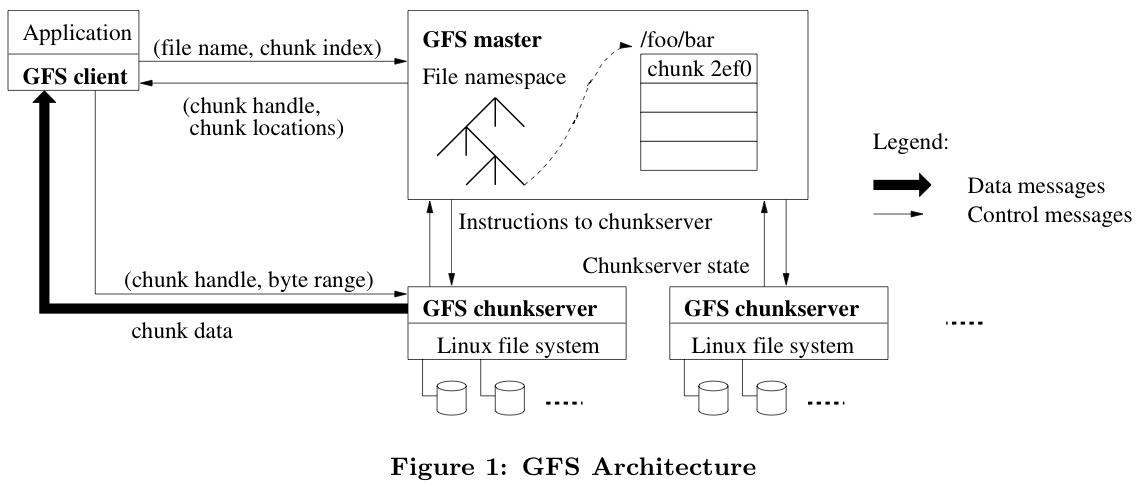 Application
GFS client
(file name, chunk index)
(chunk handle,
chunk locations)
GFS master
File namespace
/foo/bar
chunk 2ef0
Legend:
Data messages
Control messages
Instructions to chunkserver
Chunkserver state
(chunk handle, byte range)
chunk data
GFS chunkserver
Linux file system
GFS chunkserver
Linux file system
Figure 1: GFS Architecture